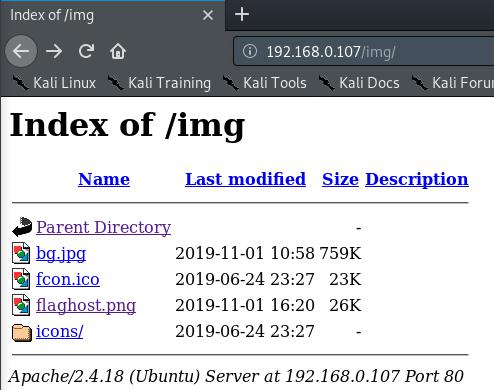 Index of /img
192.168.0.107/img/
Kali Linux Kali Training Kali Tools Kali Docs Kali Forum
Index of /img
Name Last modified Size Description
Parent Directory -
bg.jpg 2019-11-01 10:58 759K
fcon.ico 2019-06-24 23:27 23K
flaghost.png 2019-11-01 16:20 26K
icons/ 2019-06-24 23:27 -
Apache/2.4.18 (Ubuntu) Server at 192.168.0.107 Port 80